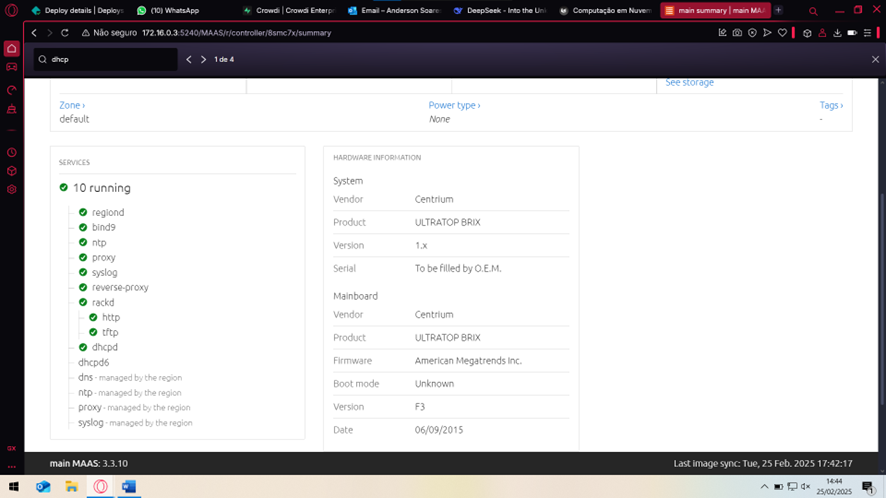 Deploy details | Deploys
(10) WhatsApp
Crowdi | Crowdi Enterp
Email – Anderson Soare
DeepSeek - Into the Un
Computação em Nuvem
main summary | main MAA
Não seguro
172.16.0.3:5240/MAAS/r/controller/8smc7x/summary
dhcp
1 de 4
See storage
Zone ›
Power type ›
Tags ›
default
None
-
SERVICES
10 running
regiond
bind9
ntp
proxy
syslog
reverse-proxy
rackd
http
tftp
dhcpd
dhcpd6
dns - managed by the region
ntp - managed by the region
proxy - managed by the region
syslog - managed by the region
HARDWARE INFORMATION
System
Vendor Centrium
Product ULTRATOP BRIX
Version 1.x
Serial To be filled by O.E.M.
Mainboard
Vendor Centrium
Product ULTRATOP BRIX
Firmware American Megatrends Inc.
Boot mode Unknown
Version F3
Date 06/09/2015
main MAAS: 3.3.10
Last image sync: Tue, 25 Feb. 2025 17:42:17
GX
14:44
25/02/2025
1